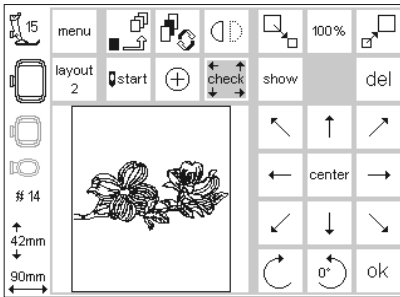 15
menu
100%
layout
2
start
check
show
del
# 14
center
42mm
90mm
0°
ok